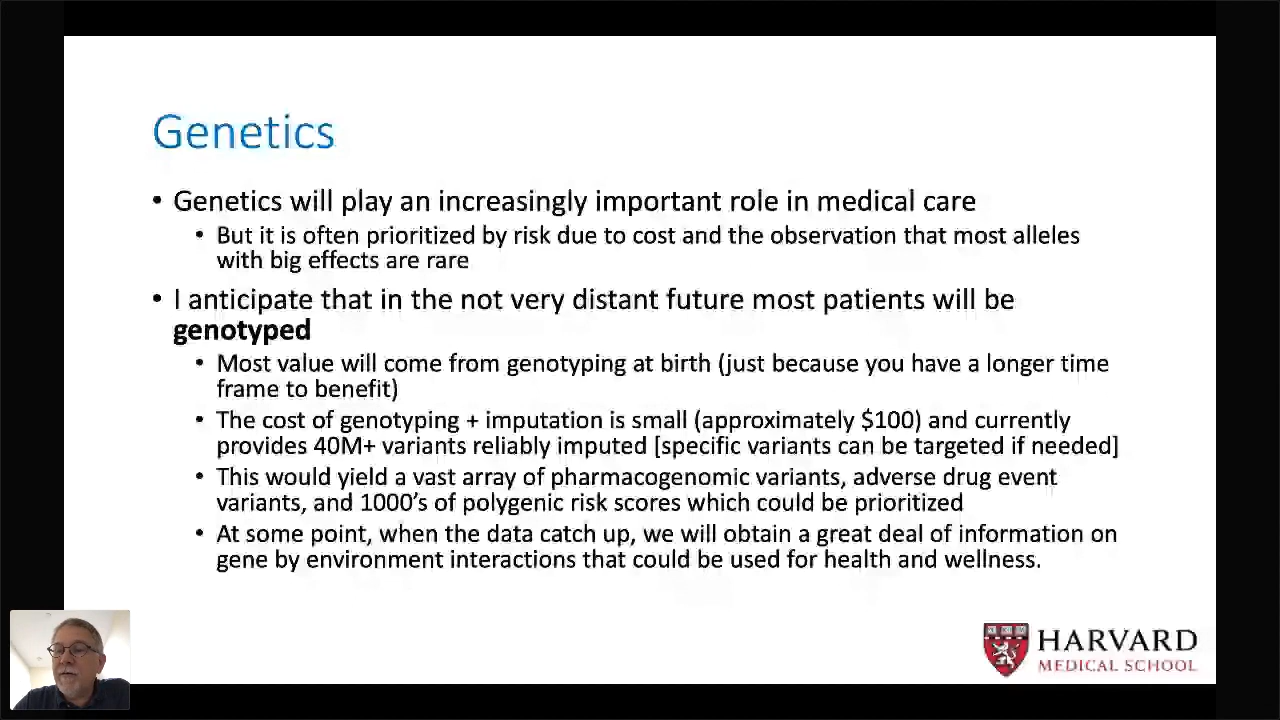 Genetics
• Genetics will play an increasingly important role in medical care
• But it is often prioritized by risk due to cost and the observation that most alleles
with big effects are rare
• I anticipate that in the not very distant future most patients will be
genotyped
• Most value will come from genotyping at birth (just because you have a longer time
frame to benefit)
• The cost of genotyping + imputation is small (approximately $100) and currently
provides 40M+ variants reliably imputed [specific variants can be targeted if needed]
• This would yield a vast array of pharmacogenomic variants, adverse drug event
variants, and 1000’s of polygenic risk scores which could be prioritized
• At some point, when the data catch up, we will obtain a great deal of information on
gene by environment interactions that could be used for health and wellness.
HARVARD
MEDICAL SCHOOL